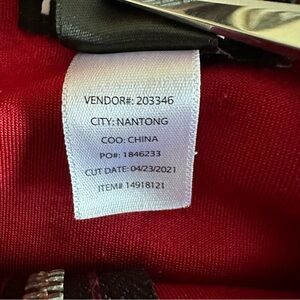 VENDOR#: 203346
CITY: NANTONG
COO: CHINA
PO#: 1846233
CUT DATE: 04/23/2021
ITEM# 14918121